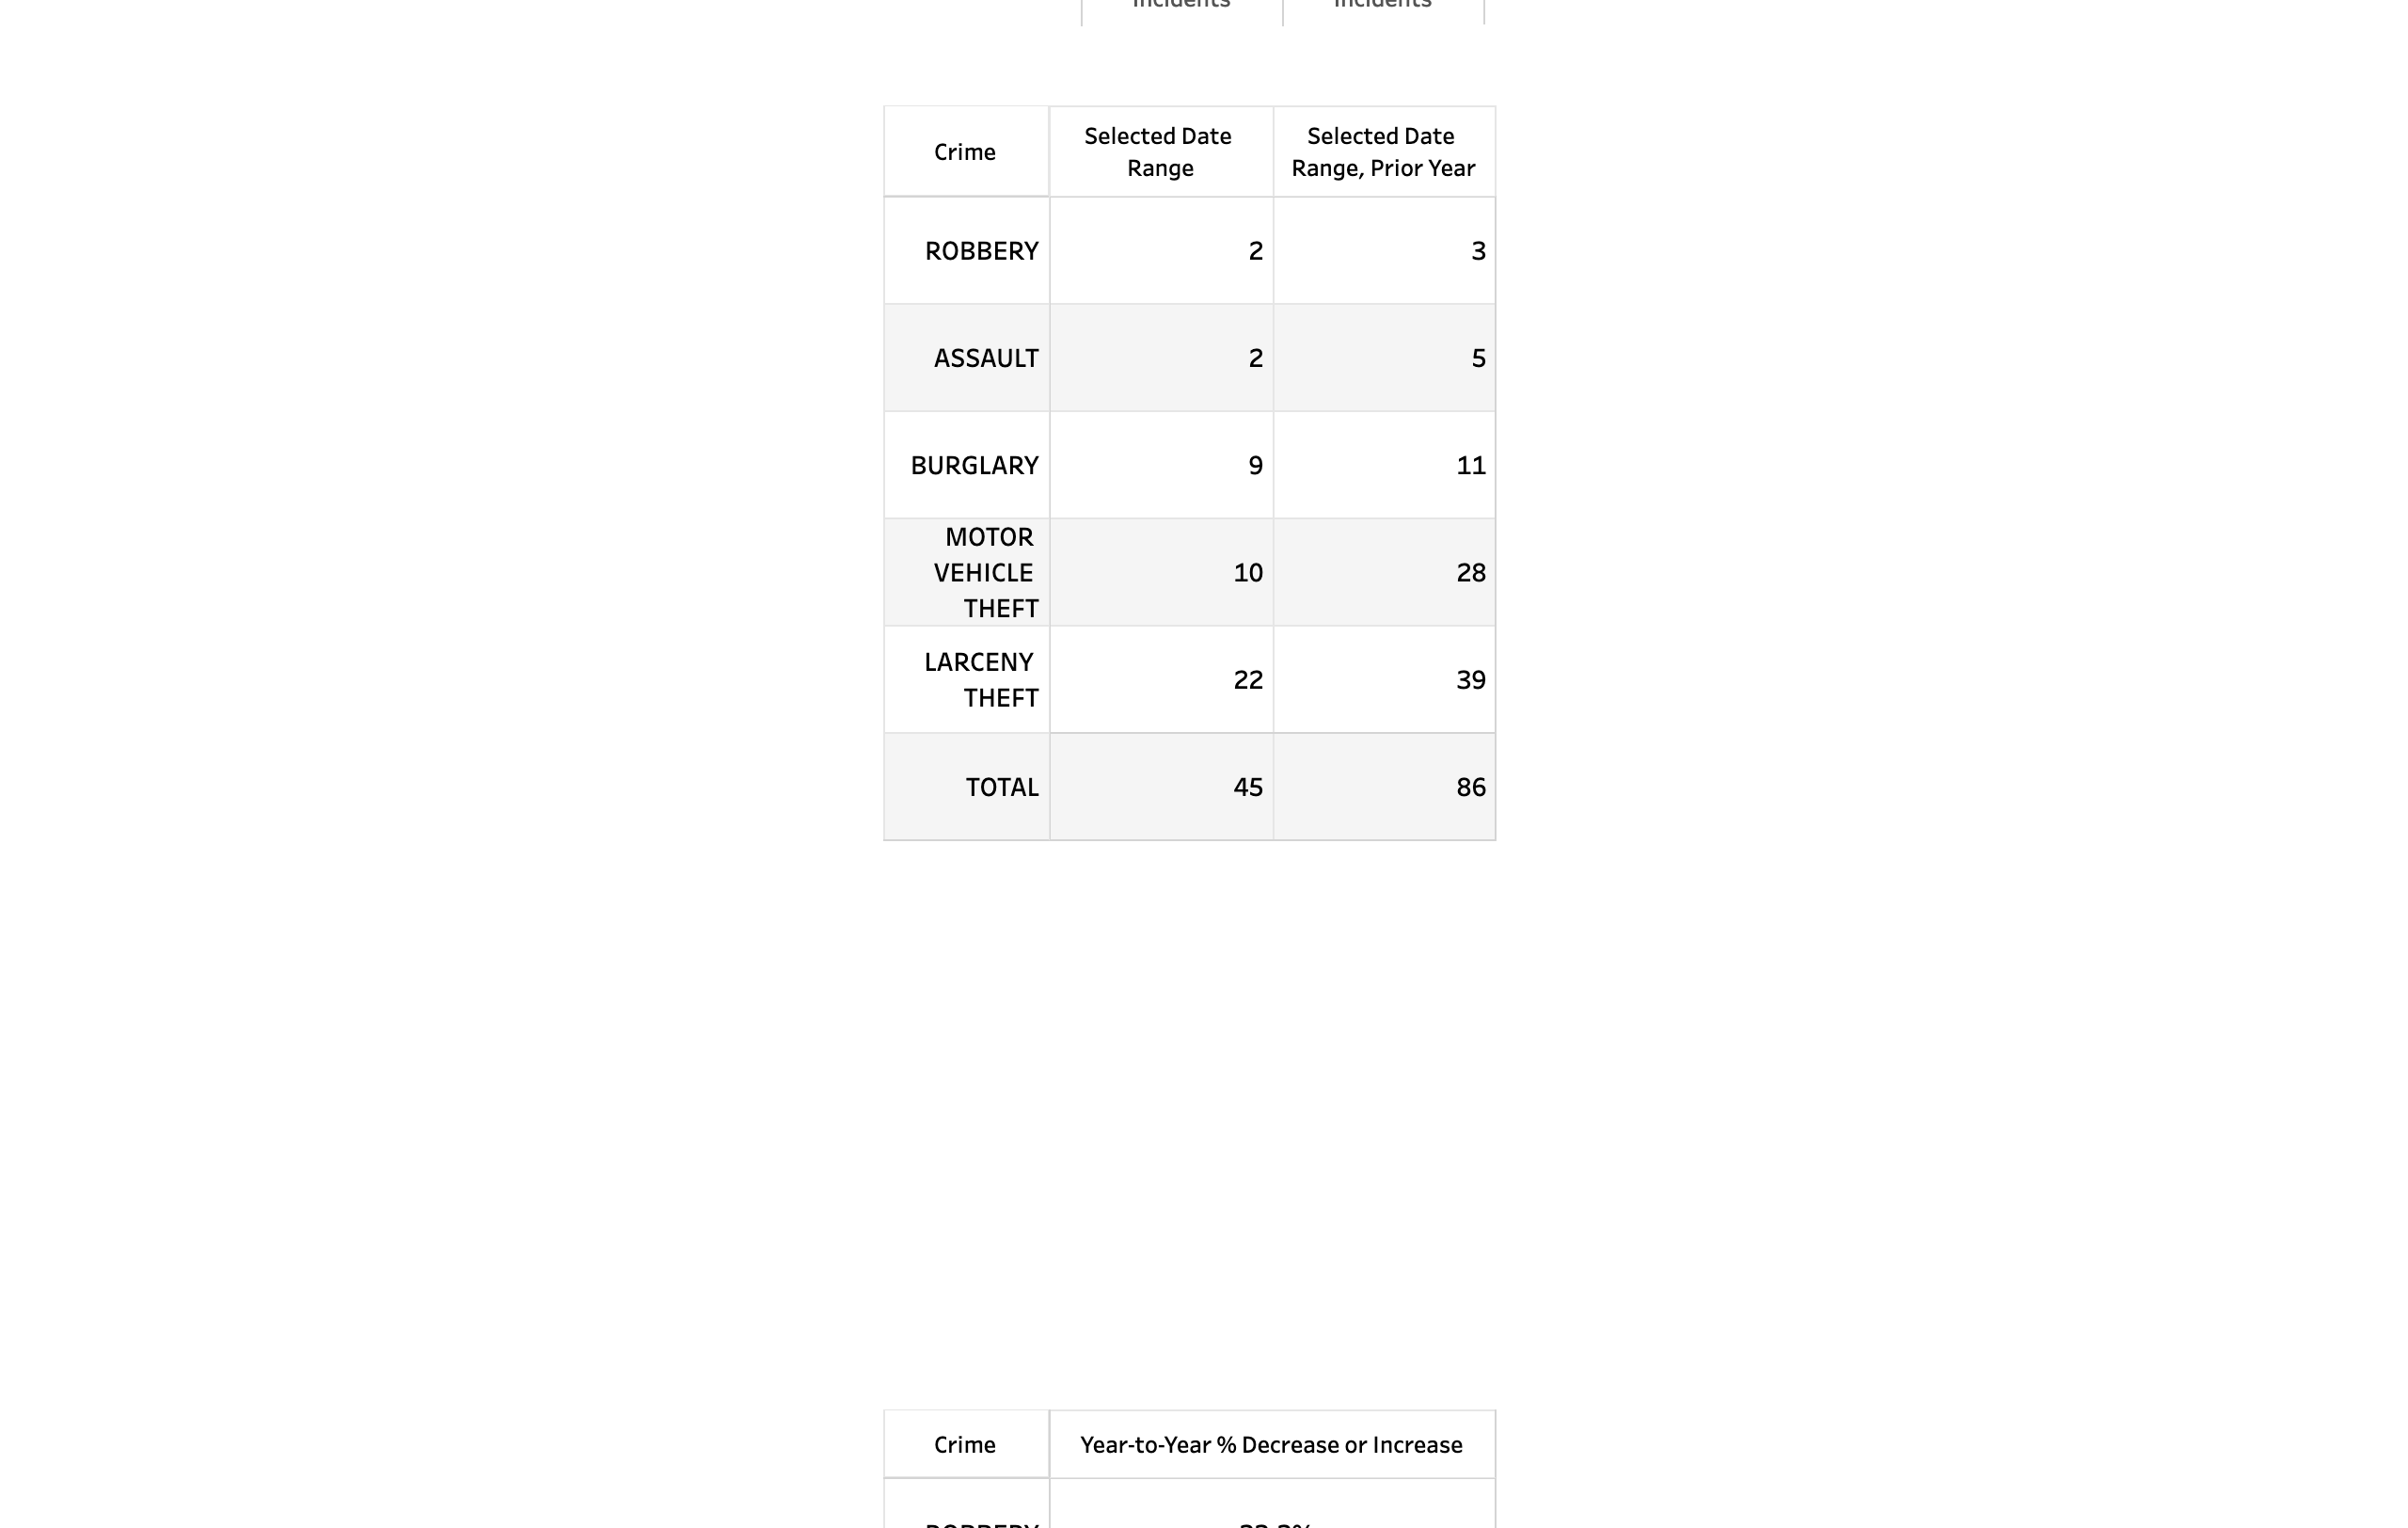 Incidents Incidents
Crime Selected Date Range Selected Date Range, Prior Year
ROBBERY 2 3
ASSAULT 2 5
BURGLARY 9 11
MOTOR VEHICLE THEFT 10 28
LARCENY THEFT 22 39
TOTAL 45 86
Crime Year-to-Year % Decrease or Increase
ROBBERY